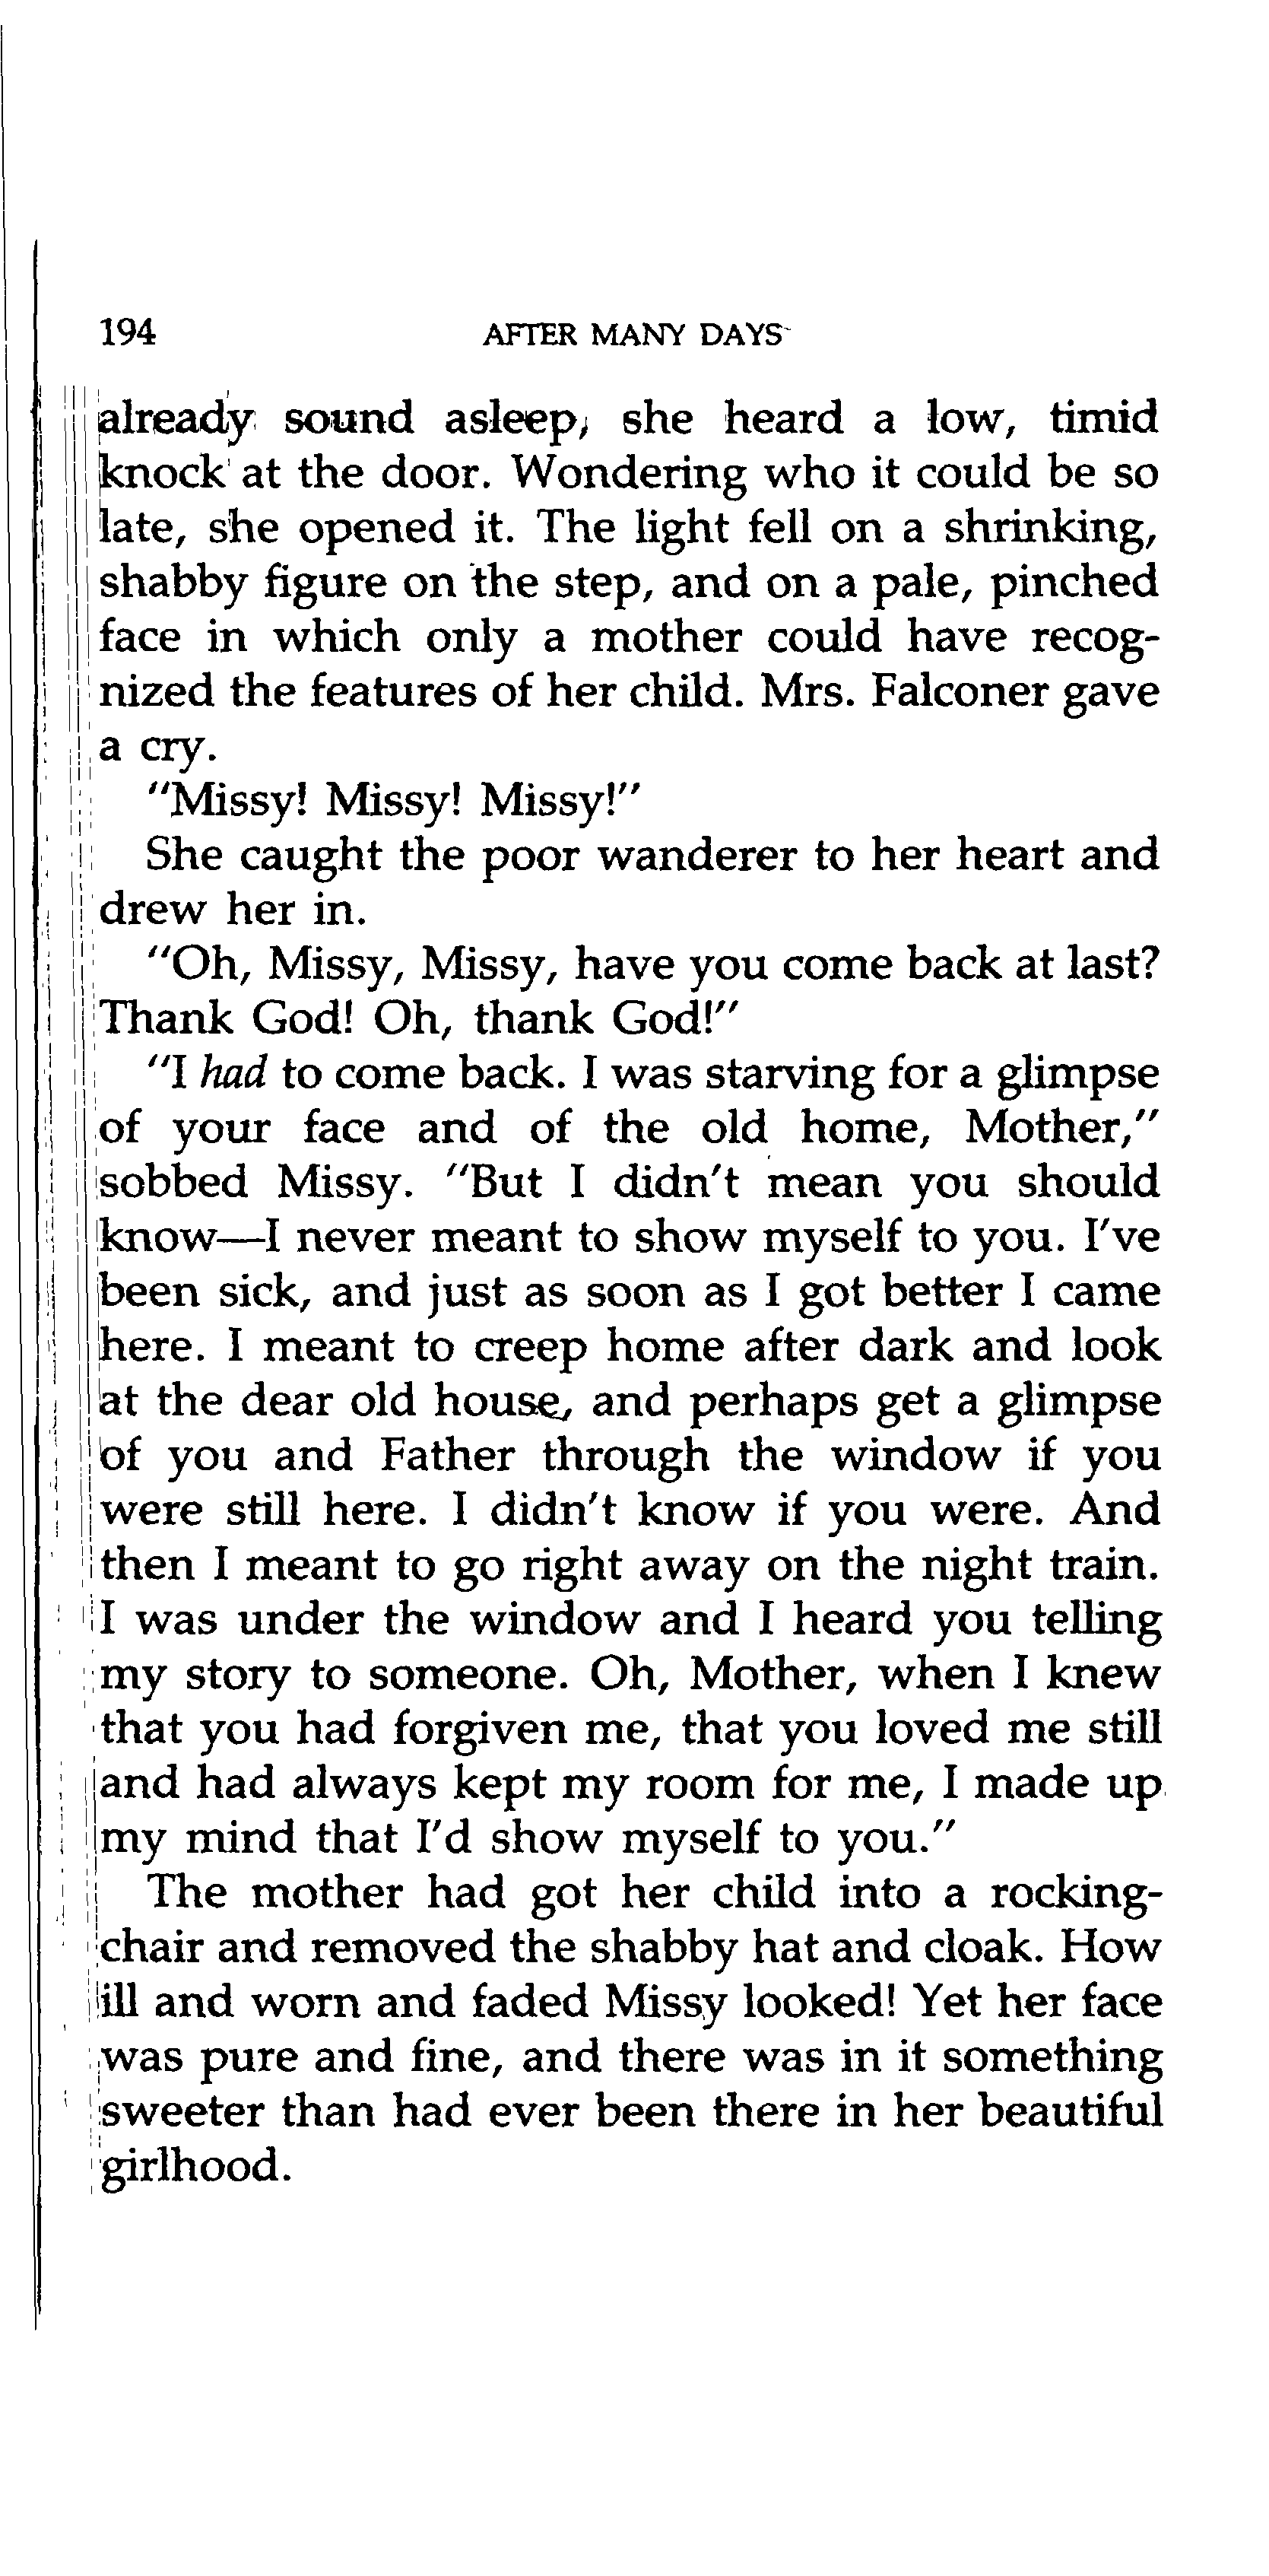 194 AFTER MANY DAYS
already sound asleep, she heard a low, timid
knock at the door. Wondering who it could be so
late, she opened it. The light fell on a shrinking,
shabby figure on the step, and on a pale, pinched
face in which only a mother could have recog-
nized the features of her child. Mrs. Falconer gave
a cry.
"Missy! Missy! Missy!"
She caught the poor wanderer to her heart and
drew her in.
"Oh, Missy, Missy, have you come back at last?
Thank God! Oh, thank God!"
"I had to come back. I was starving for a glimpse
of your face and of the old home, Mother,"
sobbed Missy. "But I didn't mean you should
know—I never meant to show myself to you. I've
been sick, and just as soon as I got better I came
here. I meant to creep home after dark and look
at the dear old house, and perhaps get a glimpse
of you and Father through the window if you
were still here. I didn't know if you were. And
then I meant to go right away on the night train.
I was under the window and I heard you telling
my story to someone. Oh, Mother, when I knew
that you had forgiven me, that you loved me still
and had always kept my room for me, I made up
my mind that I'd show myself to you."
The mother had got her child into a rocking-
chair and removed the shabby hat and cloak. How
ill and worn and faded Missy looked! Yet her face
was pure and fine, and there was in it something
sweeter than had ever been there in her beautiful
girlhood.